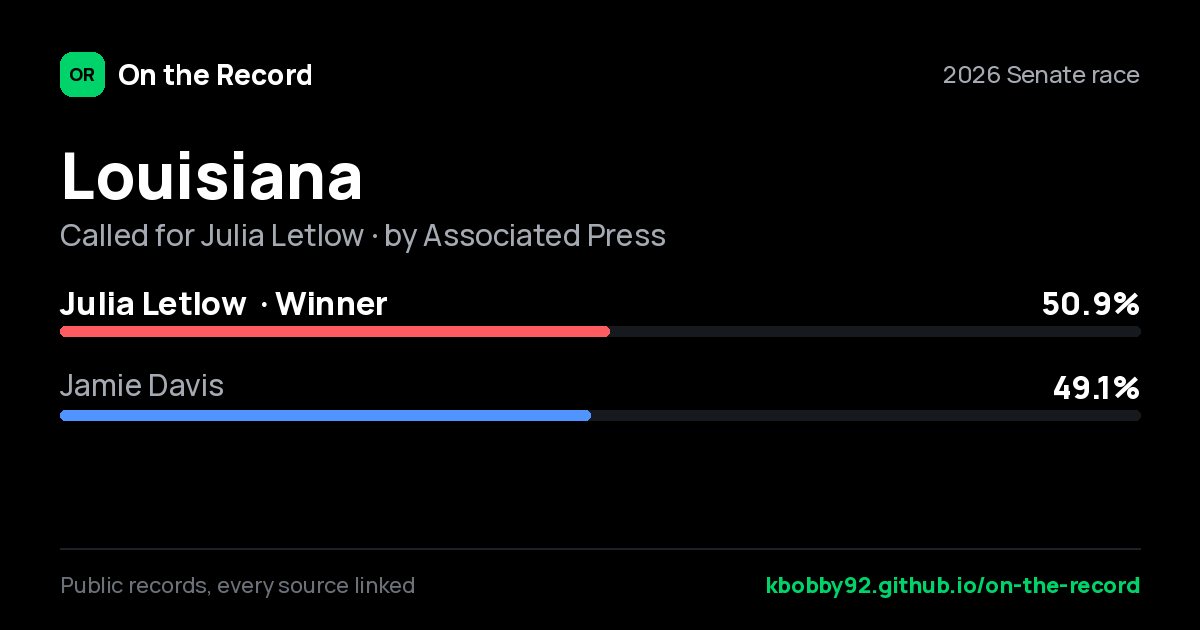 OR On the Record
2026 Senate race
Louisiana
Called for Julia Letlow · by Associated Press
Julia Letlow · Winner
50.9%
Jamie Davis
49.1%
Public records, every source linked
kbobby92.github.io/on-the-record